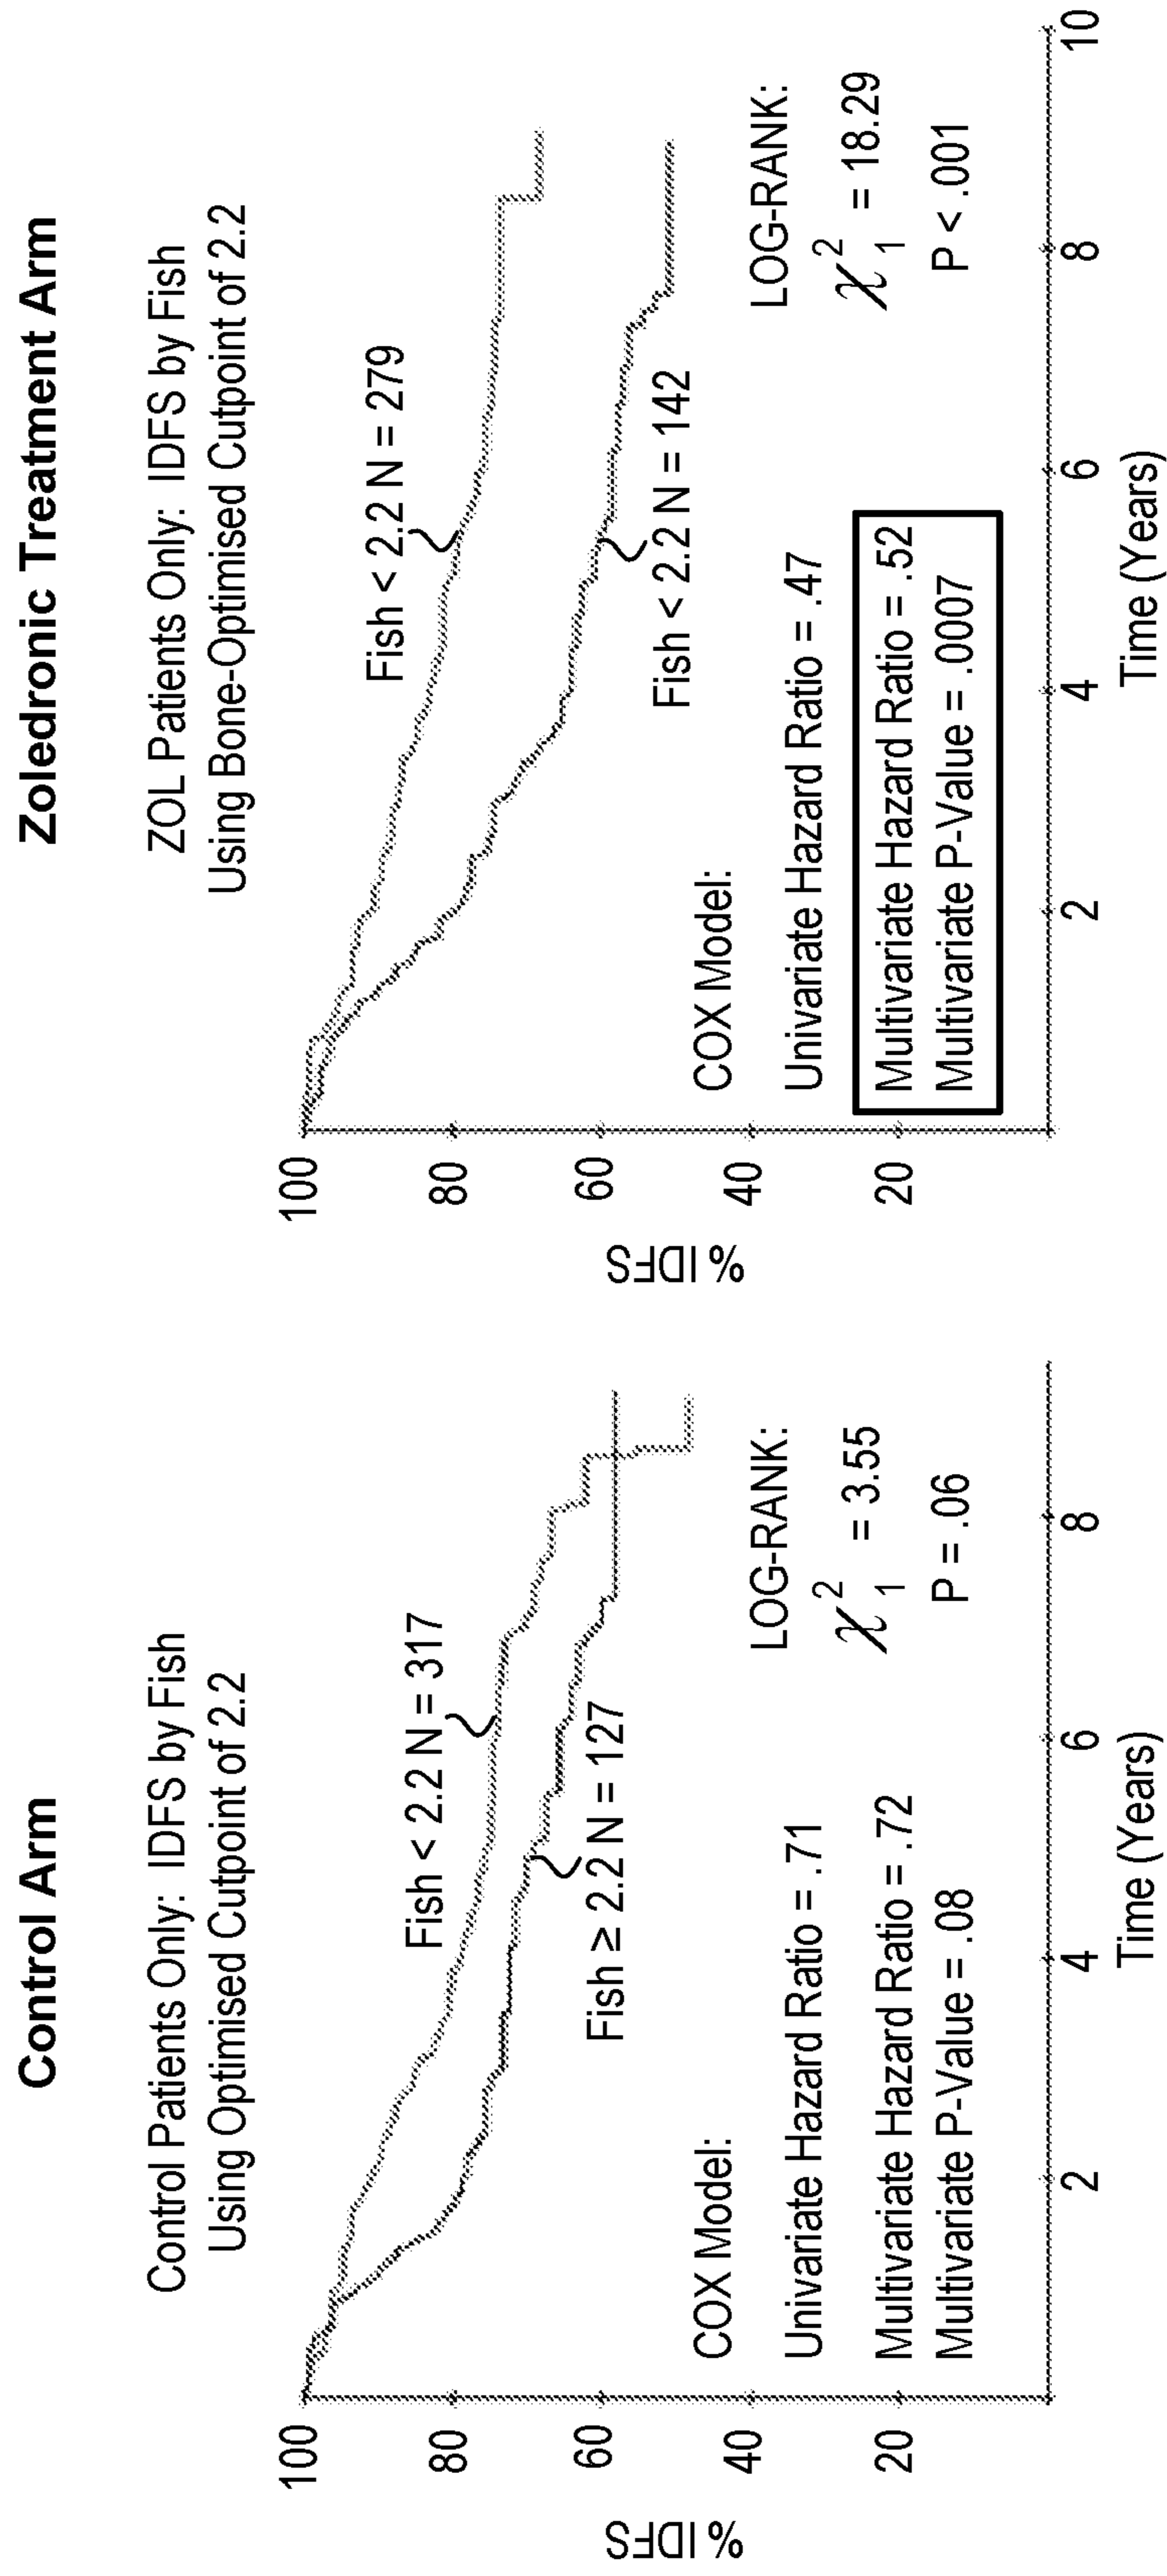 Control Arm
Control Patients Only: IDFS by Fish
Using Optimised Cutpoint of 2.2
% IDFS
100
80
60
40
20
Fish < 2.2 N = 317
Fish ≥ 2.2 N = 127
COX Model:
Univariate Hazard Ratio = .71
Multivariate Hazard Ratio = .72
Multivariate P-Value = .08
LOG-RANK:
χ²₁ = 3.55
P = .06
2
4
6
8
Time (Years)
Zoledronic Treatment Arm
ZOL Patients Only: IDFS by Fish
Using Bone-Optimised Cutpoint of 2.2
% IDFS
100
80
60
40
20
Fish < 2.2 N = 279
Fish < 2.2 N = 142
COX Model:
Univariate Hazard Ratio = .47
Multivariate Hazard Ratio = .52
Multivariate P-Value = .0007
LOG-RANK:
χ²₁ = 18.29
P < .001
2
4
6
8
10
Time (Years)